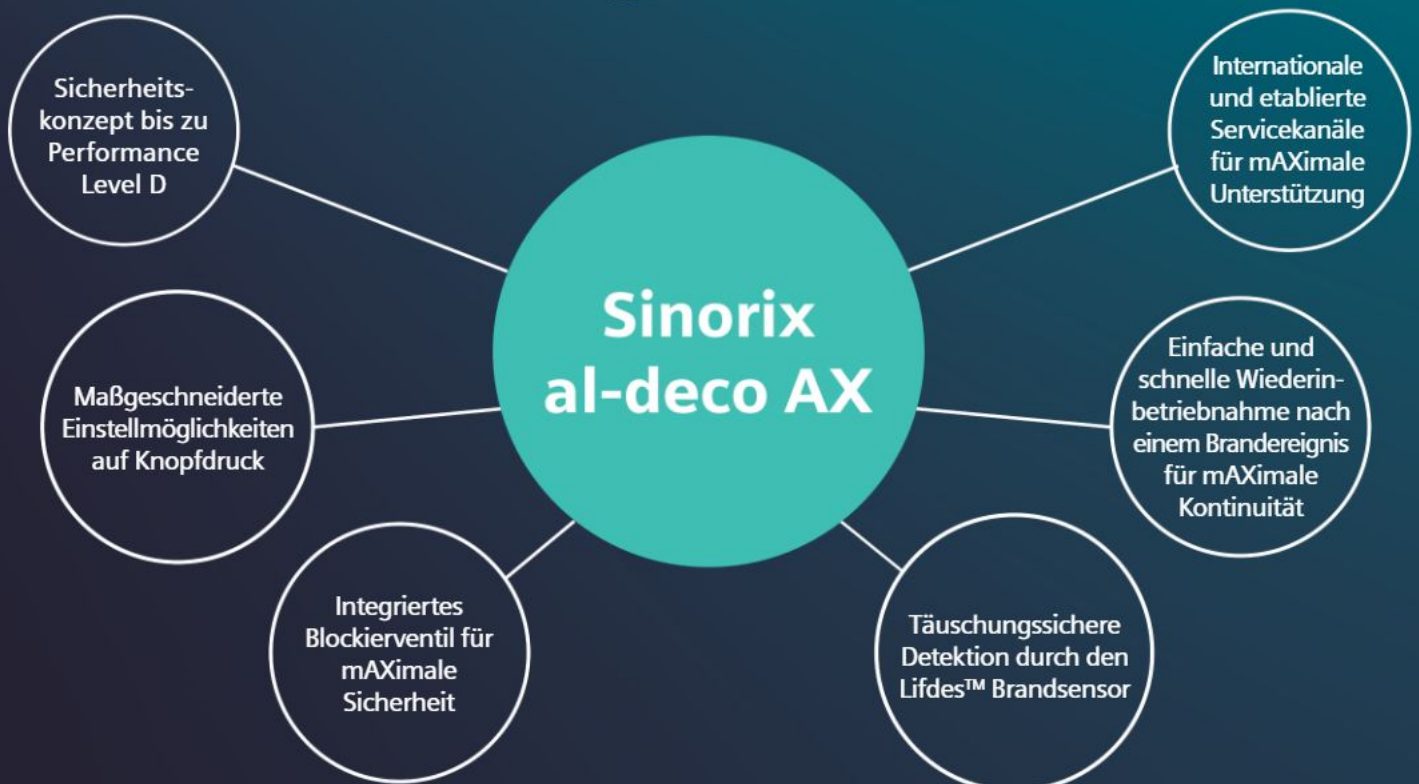 Sicherheits-
konzept bis zu
Performance
Level D
Internationale
und etablierte
Servicekanäle
für mAXimale
Unterstützung
Sinorix
al-deco AX
Maßgeschneiderte
Einstellmöglichkeiten
auf Knopfdruck
Einfache und
schnelle Wiederin-
betriebnahme nach
einem Brandereignis
für mAXimale
Kontinuität
Integriertes
Blockierventil für
mAXimale
Sicherheit
Täuschungssichere
Detektion durch den
Lifdes™ Brandsensor